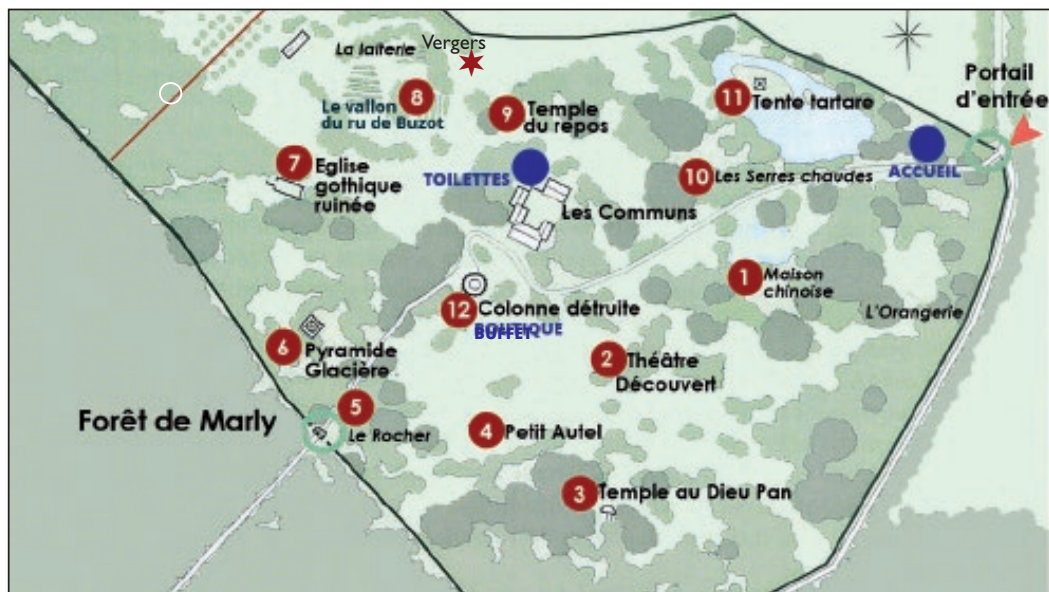 La laiterie
Vergers
8
Le vallon
du ru de Buzot
9
Temple
du repos
11
Tente tartare
Portail
d'entrée
7
Eglise
gothique
ruinée
TOILETTES
10
Les Serres chaudes
ACCUEIL
Les Communs
1
Maison
chinoise
12
Colonne détruite
BOUTIQUE
BUFFET
L'Orangerie
6
Pyramide
Glacière
2
Théâtre
Découvert
Forêt de Marly
5
Le Rocher
4
Petit Autel
3
Temple au Dieu Pan